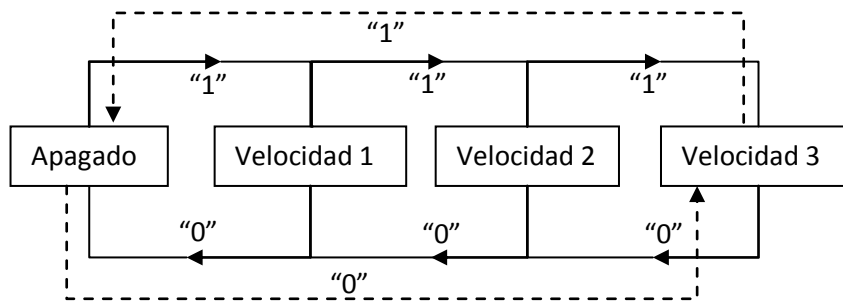 “1”
“1” “1” “1”
Apagado Velocidad 1 Velocidad 2 Velocidad 3
“0” “0” “0”
“0”